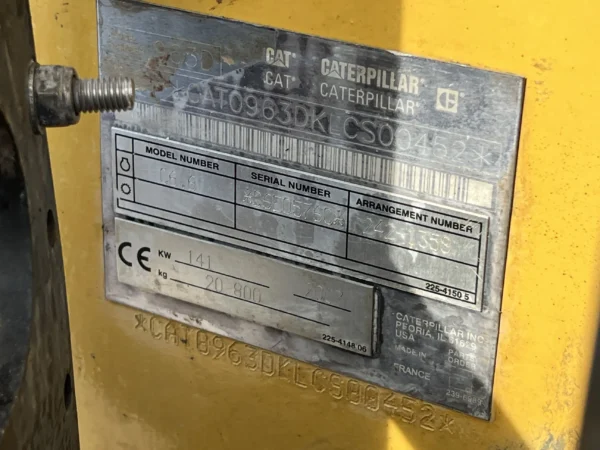 CAT CATERPILLAR
CAT CATERPILLAR
*CAT0963DKLCS00452*
MODEL NUMBER SERIAL NUMBER ARRANGEMENT NUMBER
225-4150 5
CE KW 141
kg 20 800
225-4148 06
CATERPILLAR INC.
PEORIA, IL
USA
MADE IN
FRANCE
*CAT0963DKLCS00452*